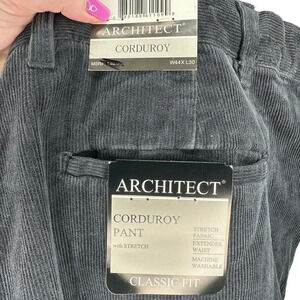 ARCHITECT®
CORDUROY
W44X L30
ARCHITECT®
CORDUROY
PANT
with STRETCH
STRETCH
FABRIC
EXTENDER
WAIST
MACHINE
WASHABLE
CLASSIC FIT